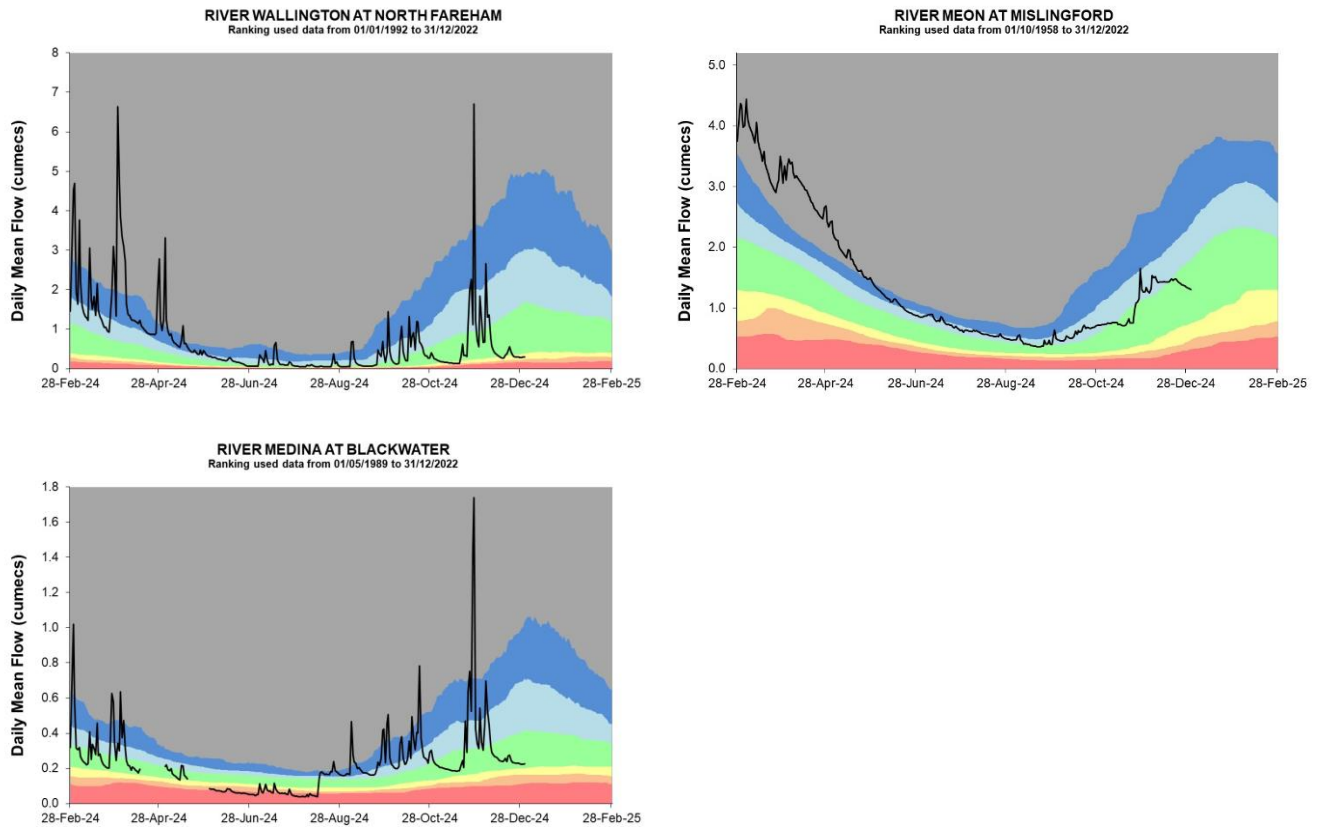 RIVER WALLINGTON AT NORTH FAREHAM
Ranking used data from 01/01/1992 to 31/12/2022
Daily Mean Flow (cumecs)
8
7
6
5
4
3
2
1
0
28-Feb-24 28-Apr-24 28-Jun-24 28-Aug-24 28-Oct-24 28-Dec-24 28-Feb-25
RIVER MEON AT MISLINGFORD
Ranking used data from 01/10/1958 to 31/12/2022
Daily Mean Flow (cumecs)
5.0
4.0
3.0
2.0
1.0
0.0
28-Feb-24 28-Apr-24 28-Jun-24 28-Aug-24 28-Oct-24 28-Dec-24 28-Feb-25
RIVER MEDINA AT BLACKWATER
Ranking used data from 01/05/1989 to 31/12/2022
Daily Mean Flow (cumecs)
1.8
1.6
1.4
1.2
1.0
0.8
0.6
0.4
0.2
0.0
28-Feb-24 28-Apr-24 28-Jun-24 28-Aug-24 28-Oct-24 28-Dec-24 28-Feb-25